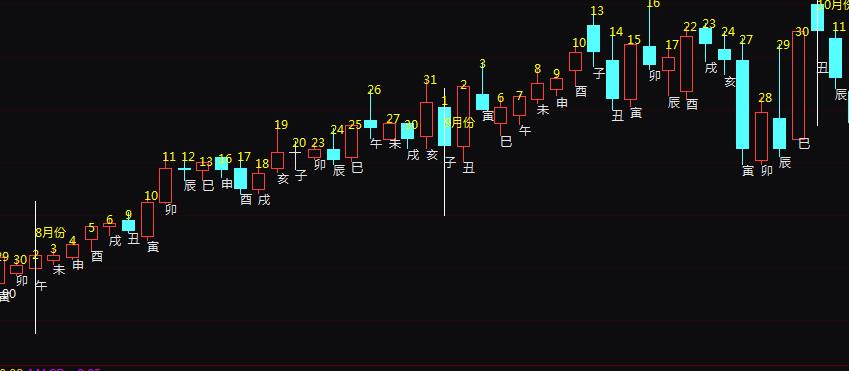 16
10月份
13
11
22 23
14 15 24 30
10 17 27 29
3 8 9
31 2 子 卯 戌 丑
26 1 6 7 28 亥
9月份 酉 辰 酉 辰
19 24 25 27 30 寅 未 申 丑 寅
20 23 午 未 巳 午 巳
11 12 13 16 17 18 戌 亥 子 辰
卯 辰 巳 丑 寅 卯
10 辰 巳 申 亥 子
卯 酉 戌
8月份 5 6 9
29 30 2 3 4 戌 丑 寅
卯 未 申 酉
午